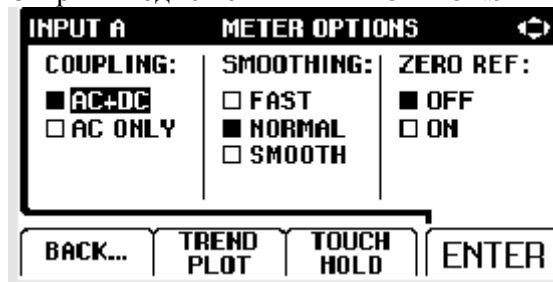 INPUT A METER OPTIONS
COUPLING: SMOOTHING: ZERO REF:
■ AC+DC □ FAST ■ OFF
□ AC ONLY ■ NORMAL □ ON
□ SMOOTH
BACK... TREND PLOT TOUCH HOLD ENTER